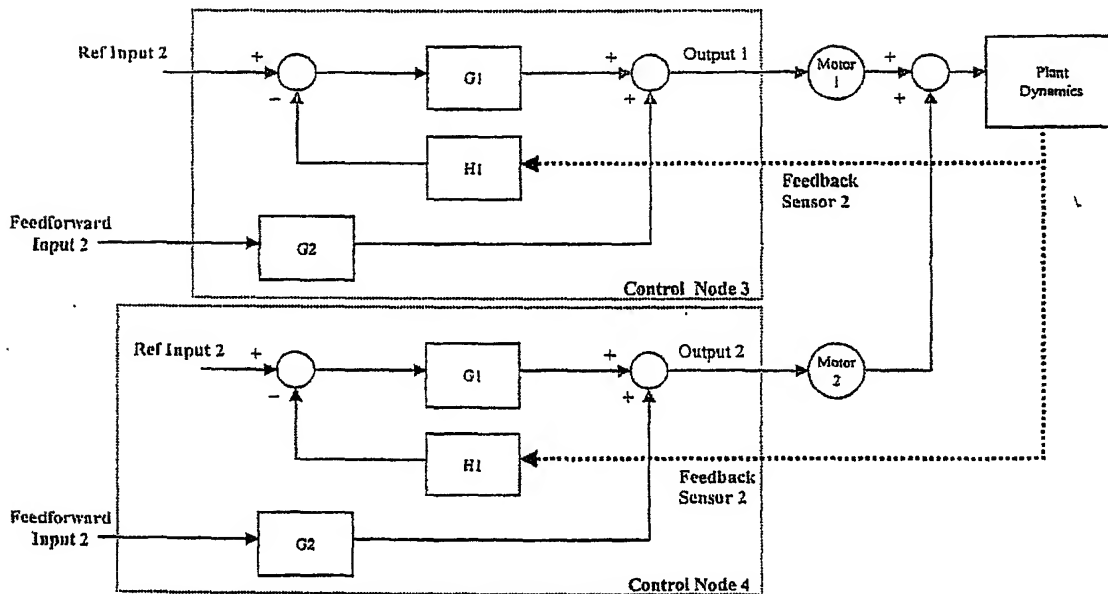 Ref Input 2
+
−
G1
+
+
Output 1
Motor
1
+
+
Plant
Dynamics
H1
Feedback
Sensor 2
Feedforward
Input 2
G2
Control Node 3
Ref Input 2
+
−
G1
+
+
Output 2
Motor
2
H1
Feedback
Sensor 2
Feedforward
Input 2
G2
Control Node 4